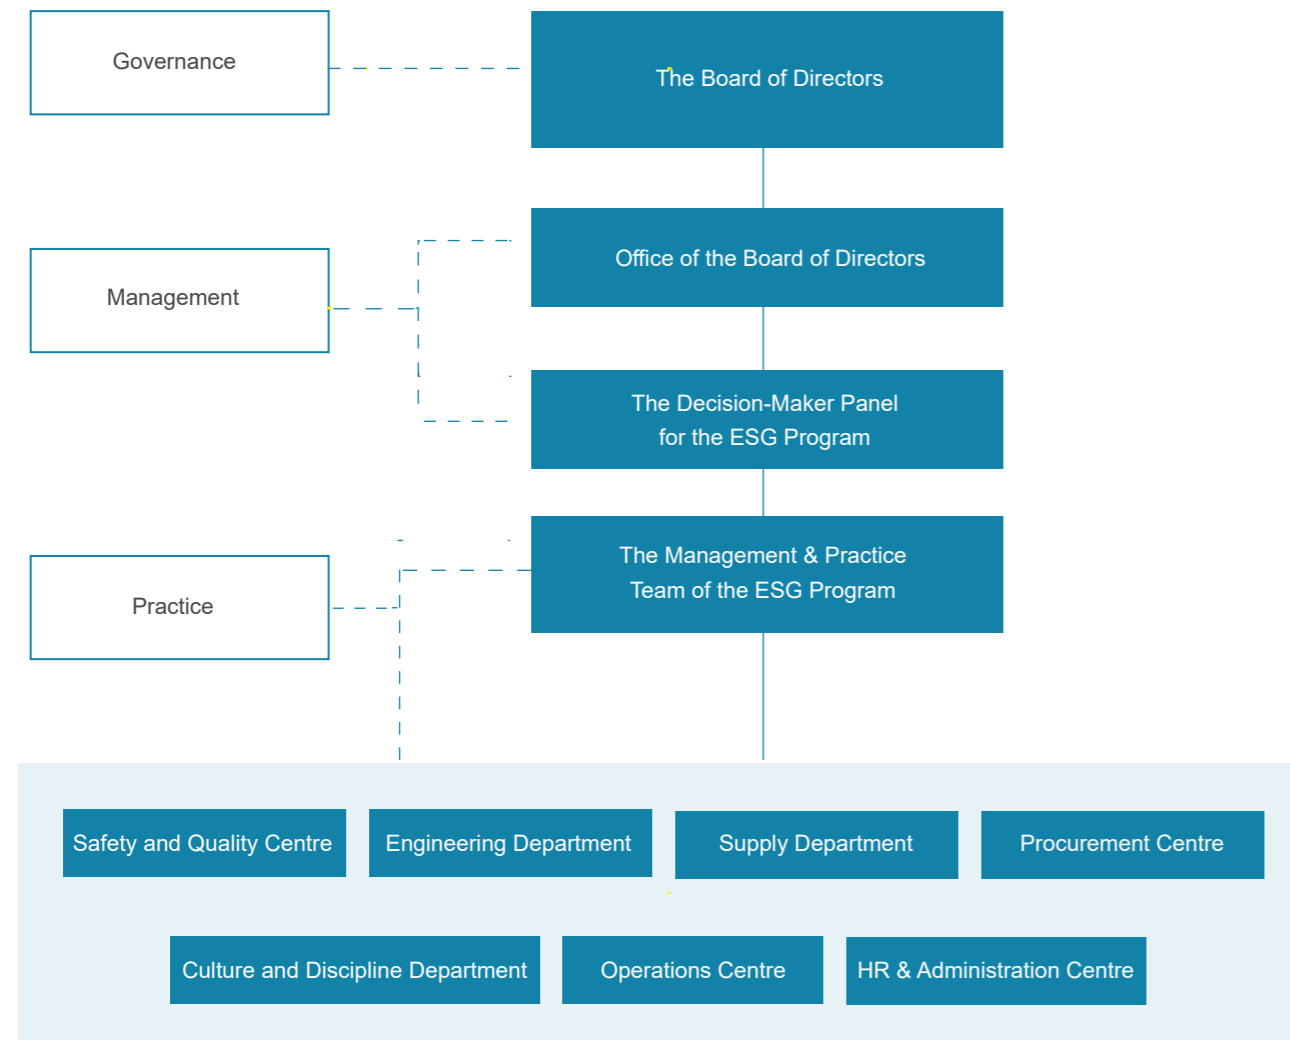 Governance
The Board of Directors
Office of the Board of Directors
Management
The Decision-Maker Panel
for the ESG Program
The Management & Practice
Team of the ESG Program
Practice
Safety and Quality Centre
Engineering Department
Supply Department
Procurement Centre
Culture and Discipline Department
Operations Centre
HR & Administration Centre